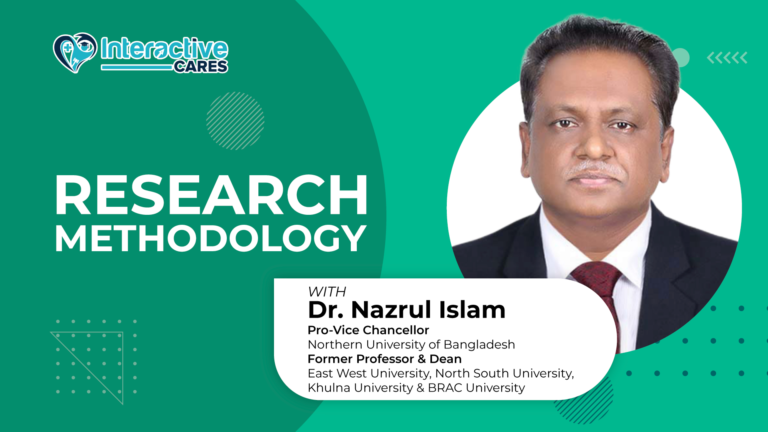 Interactive
CARES
RESEARCH
METHODOLOGY
WITH
Dr. Nazrul Islam
Pro-Vice Chancellor
Northern University of Bangladesh
Former Professor & Dean
East West University, North South University,
Khulna University & BRAC University